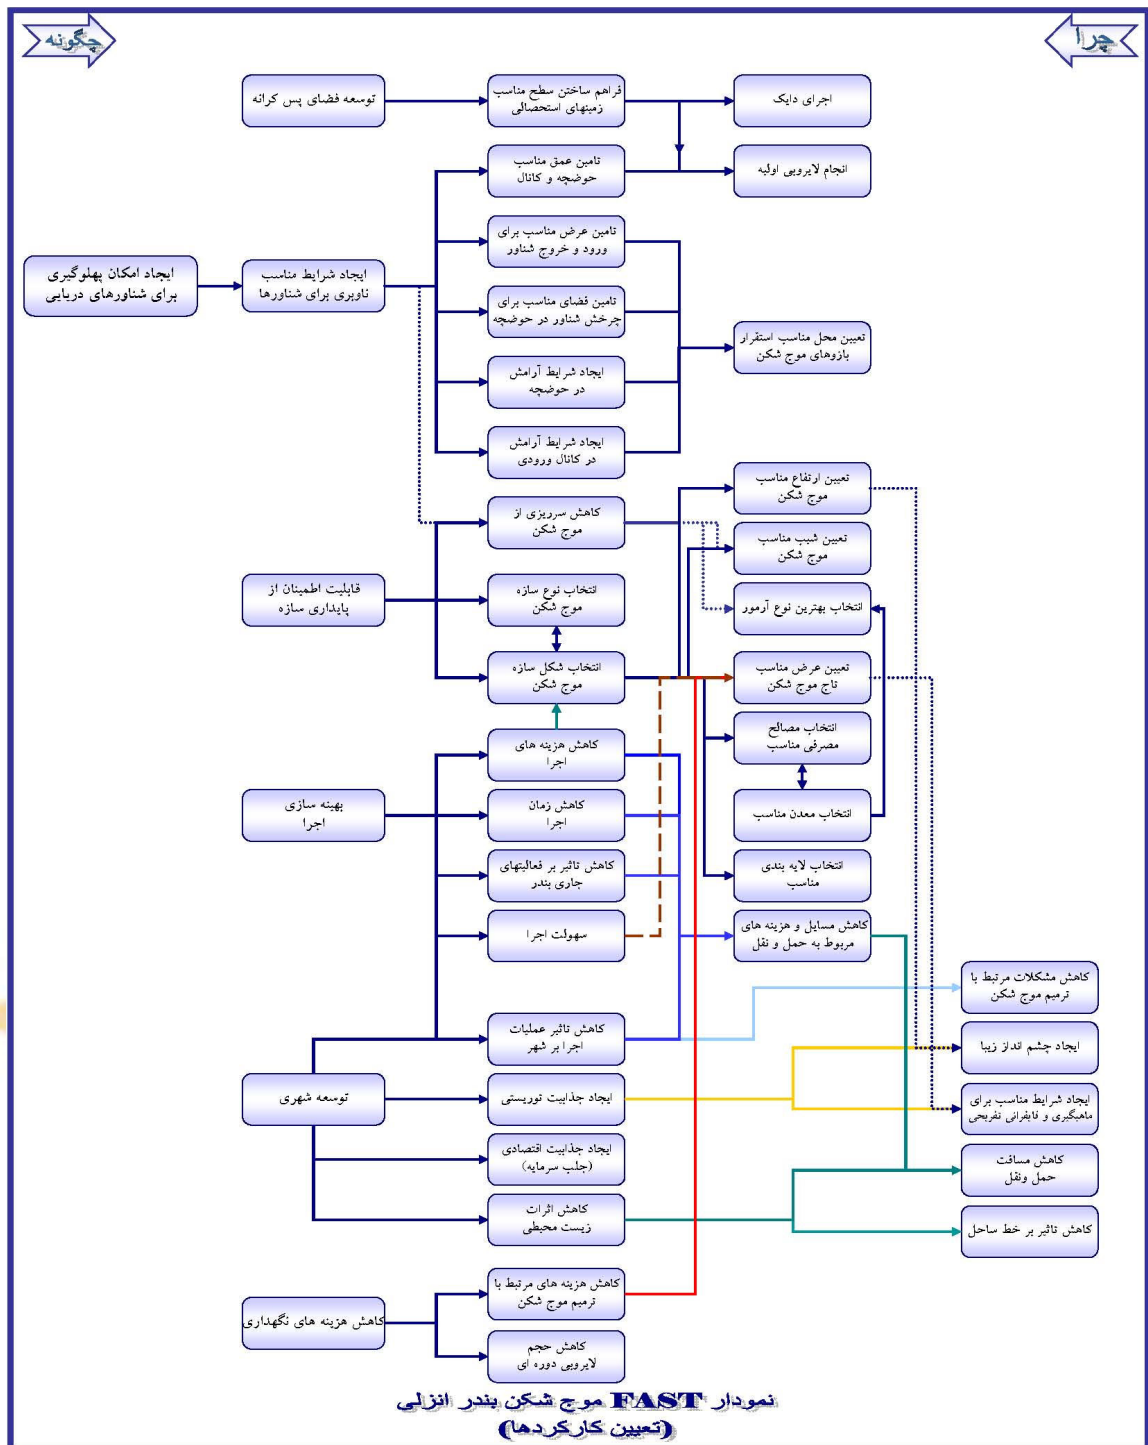 چگونه
چرا
توسعه فضای پس کرانه
فراهم ساختن سطح مناسب
زمینهای استحصالی
اجرای دایک
تامین عمق مناسب
حوضچه و کانال
انجام لایروبی اولیه
تامین عرض مناسب برای
ورود و خروج شناور
ایجاد امکان پهلوگیری
برای شناورهای دریایی
ایجاد شرایط مناسب
ناوبری برای شناورها
تامین فضای مناسب برای
چرخش شناور در حوضچه
تعیین محل مناسب استقرار
بازوهای موج شکن
ایجاد شرایط آرامش
در حوضچه
ایجاد شرایط آرامش
در کانال ورودی
تعیین ارتفاع مناسب
موج شکن
کاهش سرریزی از
موج شکن
تعیین شیب مناسب
موج شکن
قابلیت اطمینان از
پایداری سازه
انتخاب نوع سازه
موج شکن
انتخاب بهترین نوع آرمور
انتخاب شکل سازه
موج شکن
تعیین عرض مناسب
تاج موج شکن
انتخاب مصالح
مصرفی مناسب
کاهش هزینه های
اجرا
بهینه سازی
اجرا
کاهش زمان
اجرا
انتخاب معدن مناسب
کاهش تاثیر بر فعالیتهای
جاری بندر
انتخاب لایه بندی
مناسب
سهولت اجرا
کاهش مسایل و هزینه های
مربوط به حمل و نقل
کاهش مشکلات مرتبط با
ترمیم موج شکن
کاهش تاثیر عملیات
اجرا بر شهر
ایجاد چشم انداز زیبا
توسعه شهری
ایجاد جذابیت توریستی
ایجاد شرایط مناسب برای
ماهیگیری و قایقرانی تفریحی
ایجاد جذابیت اقتصادی
(جلب سرمایه)
کاهش مسافت
حمل ونقل
کاهش اثرات
زیست محیطی
کاهش تاثیر بر خط ساحل
کاهش هزینه های مرتبط با
ترمیم موج شکن
کاهش هزینه های نگهداری
کاهش حجم
لایروبی دوره ای
نمودار FAST موج شکن بندر انزلی
(تعیین کارکردها)